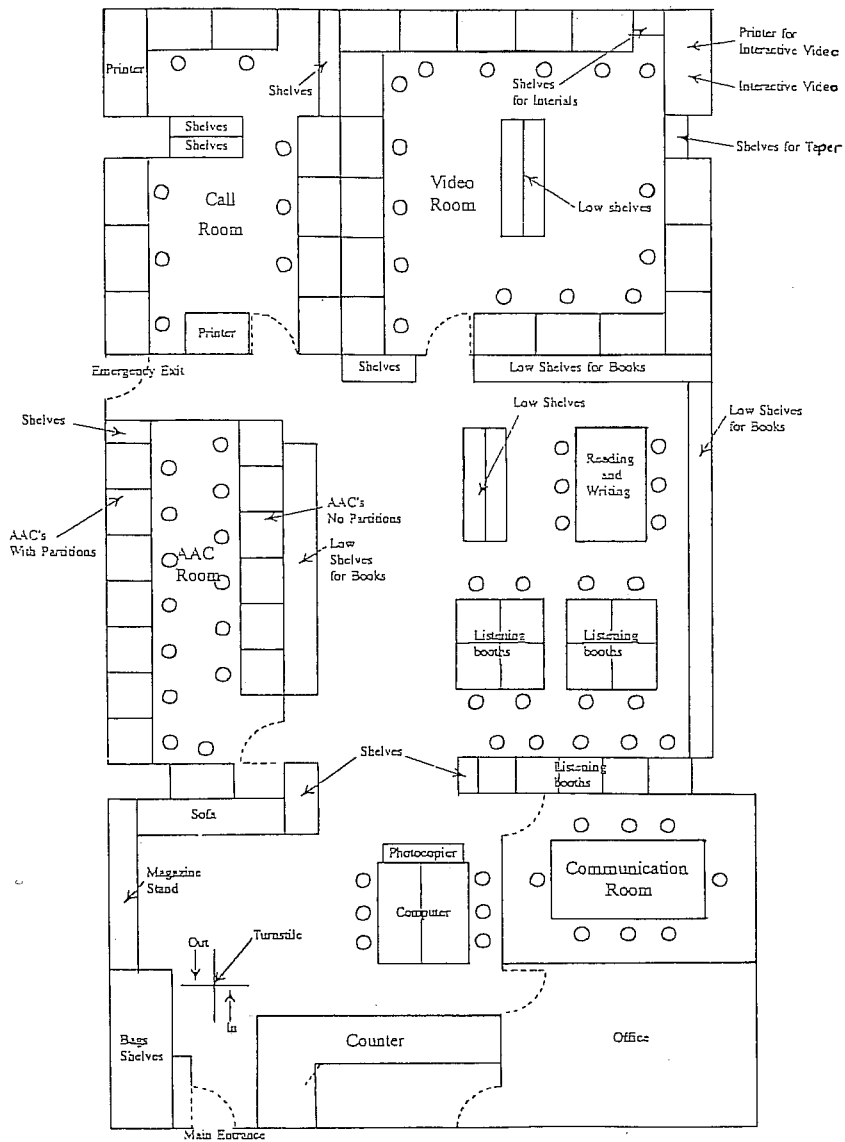 Printer
Shelves
Shelves
for Interials
Printer for
Interactive Video
Interactive Video
Shelves
Shelves
Shelves for Taper
Call
Room
Video
Room
Low shelves
Printer
Emergency Exit
Shelves
Low Shelves for Books
Shelves
Low Shelves
Low Shelves
for Books
Reading
and
Writing
AAC's
With Partitions
AAC
Room
AAC's
No Partitions
Low
Shelves
for Books
Listening
booths
Listening
booths
Shelves
Listening
booths
Sofa
Magazine
Stand
Photocopier
Computer
Communication
Room
Out
Turnstile
In
Bags
Shelves
Counter
Office
Main Entrance